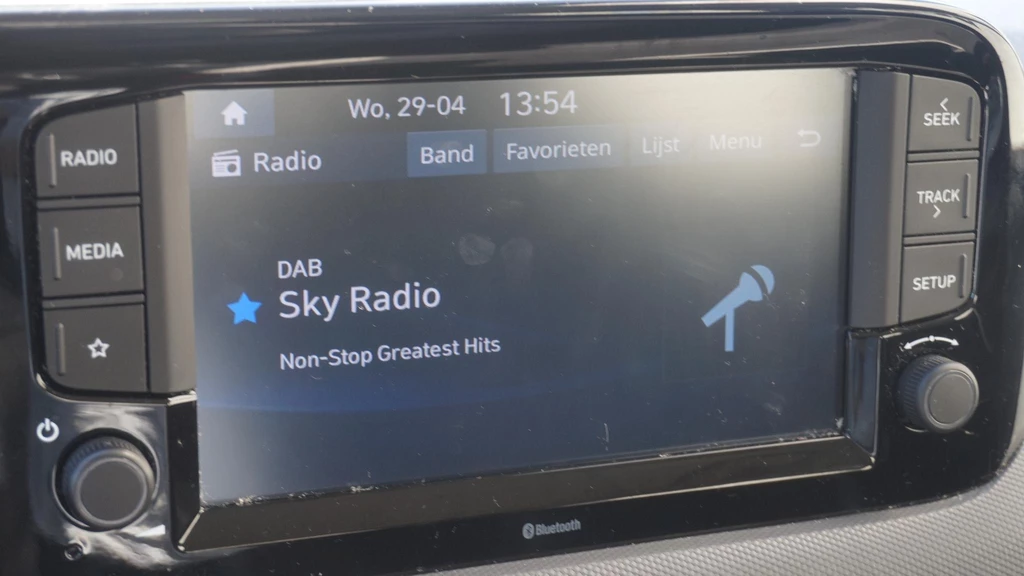 Wo, 29-04 13:54
Radio Band Favorieten Lijst Menu
DAB
Sky Radio
Non-Stop Greatest Hits
RADIO
MEDIA
SEEK
TRACK
SETUP
Bluetooth